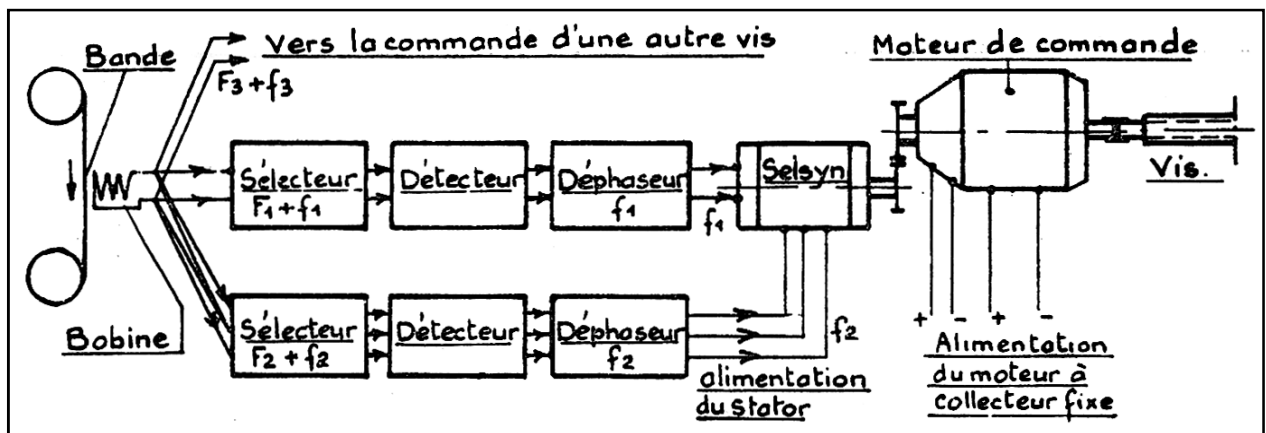 Vers la commande d'une autre vis
Moteur de commande
Bande
F3+f3
Sélecteur
F1+f1
Détecteur
Déphaseur
f1
f1
Selsyn
Vis.
Bobine
Sélecteur
F2+f2
Détecteur
Déphaseur
f2
f2
alimentation
du stator
+ - + -
Alimentation
du moteur à
collecteur fixe